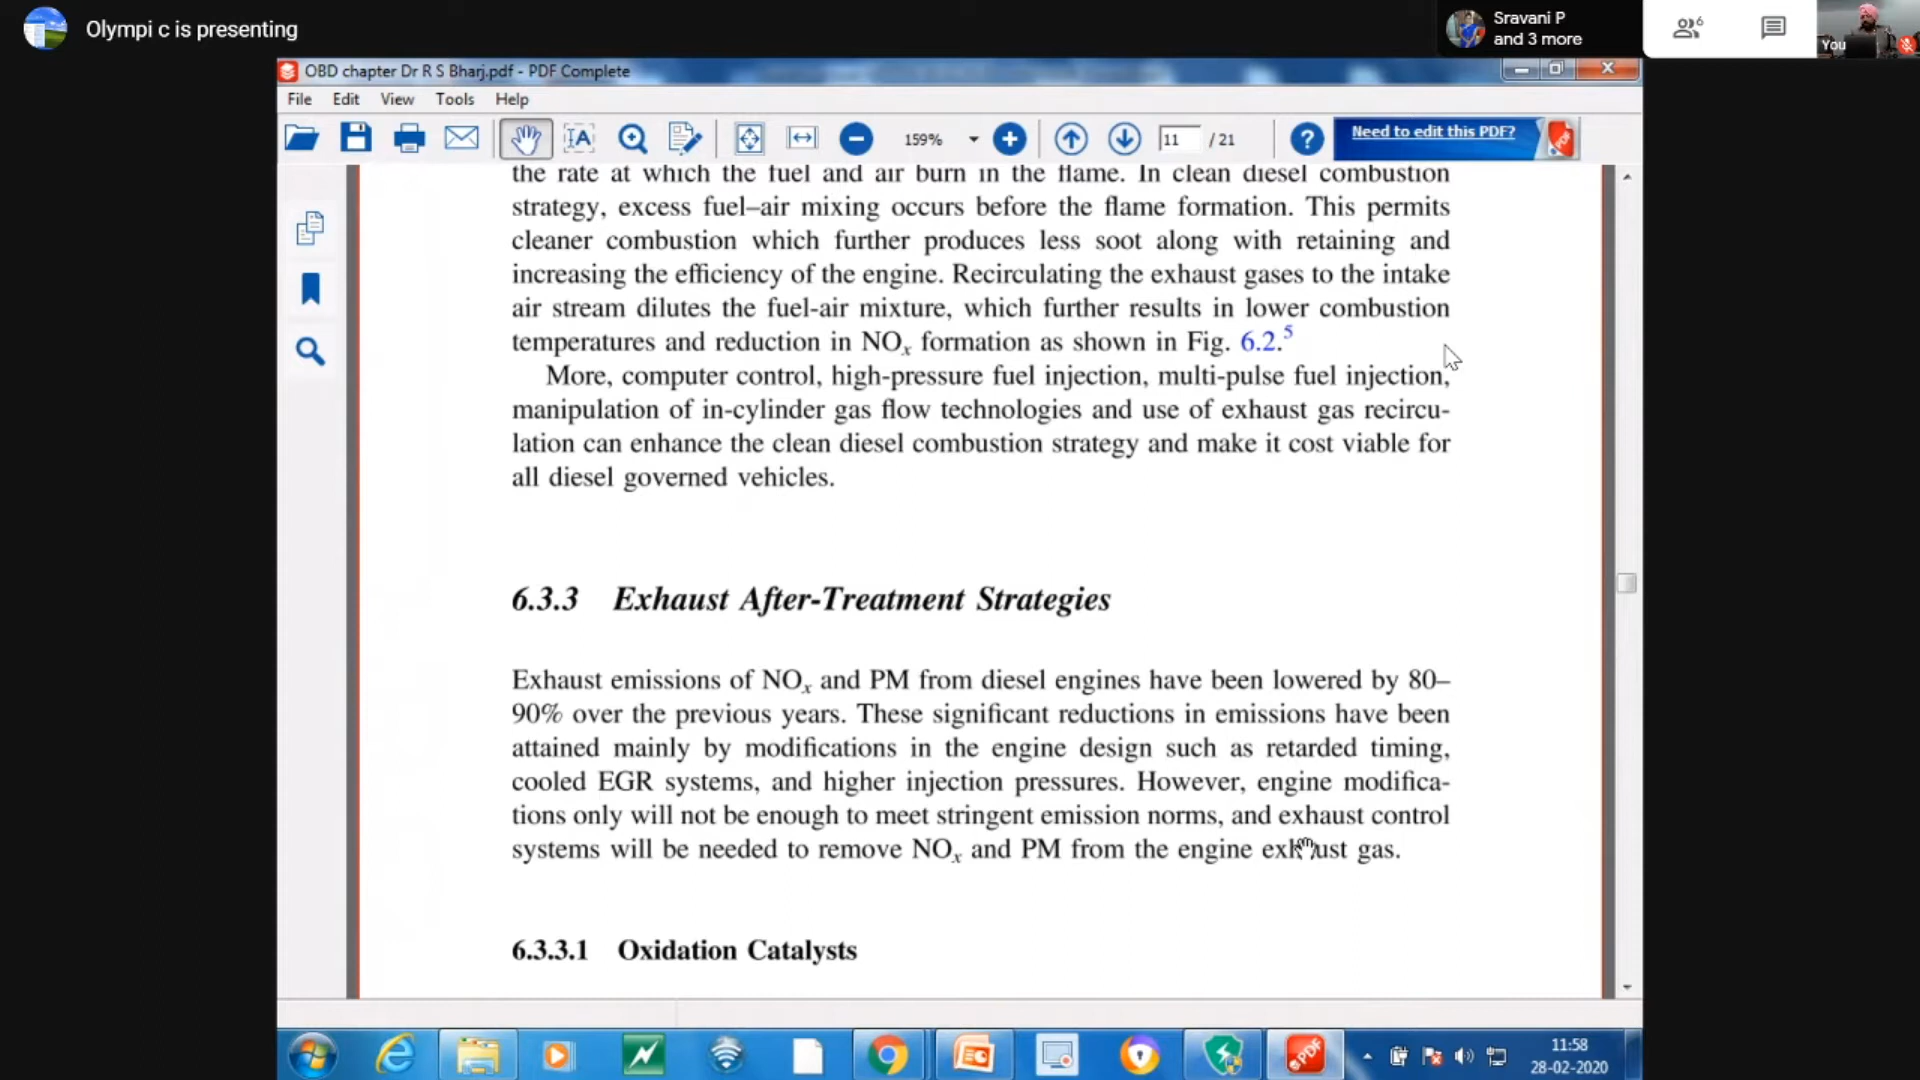 Olympi c is presenting
Sravani P
and 3 more
6
You
OBD chapter Dr R S Bharj.pdf - PDF Complete
File Edit View Tools Help
159% 11 / 21 Need to edit this PDF?
the rate at which the fuel and air burn in the flame. In clean diesel combustion
strategy, excess fuel–air mixing occurs before the flame formation. This permits
cleaner combustion which further produces less soot along with retaining and
increasing the efficiency of the engine. Recirculating the exhaust gases to the intake
air stream dilutes the fuel-air mixture, which further results in lower combustion
temperatures and reduction in NOx formation as shown in Fig. 6.2.5
More, computer control, high-pressure fuel injection, multi-pulse fuel injection,
manipulation of in-cylinder gas flow technologies and use of exhaust gas recircu-
lation can enhance the clean diesel combustion strategy and make it cost viable for
all diesel governed vehicles.
6.3.3 Exhaust After-Treatment Strategies
Exhaust emissions of NOx and PM from diesel engines have been lowered by 80–
90% over the previous years. These significant reductions in emissions have been
attained mainly by modifications in the engine design such as retarded timing,
cooled EGR systems, and higher injection pressures. However, engine modifica-
tions only will not be enough to meet stringent emission norms, and exhaust control
systems will be needed to remove NOx and PM from the engine exhaust gas.
6.3.3.1 Oxidation Catalysts
PDF
11:58
28-02-2020